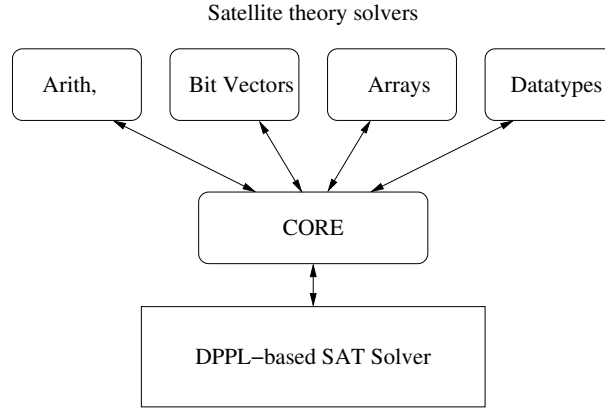 Satellite theory solvers
Arith,
Bit Vectors
Arrays
Datatypes
CORE
DPPL−based SAT Solver